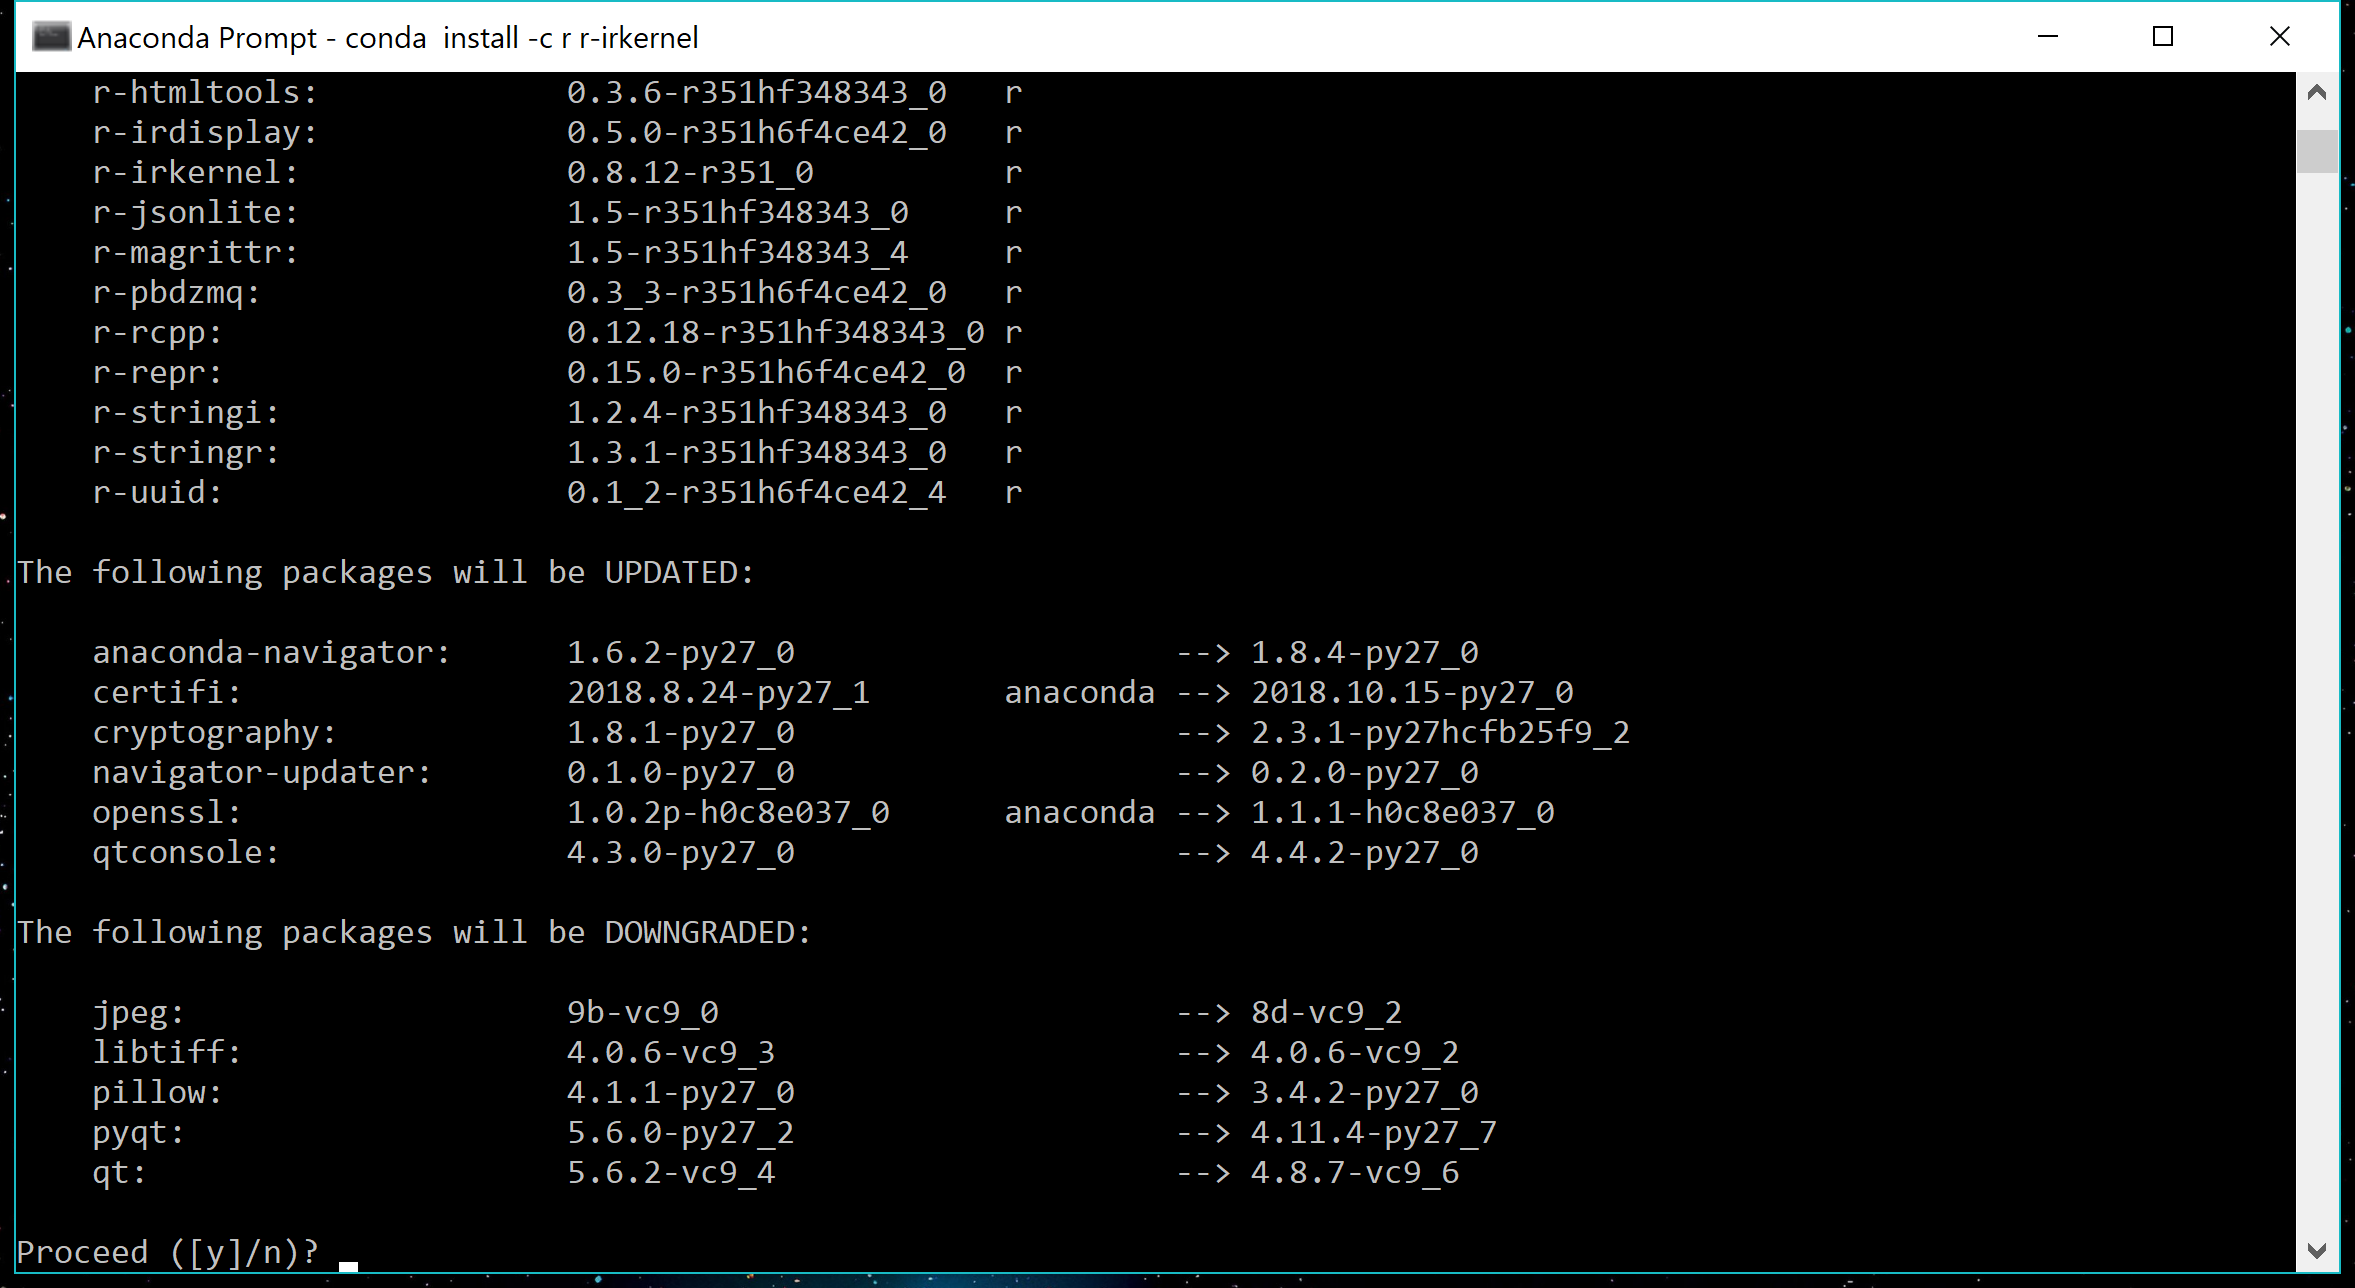 Anaconda Prompt - conda  install -c r r-irkernel
    r-htmltools:             0.3.6-r351hf348343_0   r
    r-irdisplay:             0.5.0-r351h6f4ce42_0   r
    r-irkernel:              0.8.12-r351_0          r
    r-jsonlite:              1.5-r351hf348343_0     r
    r-magrittr:              1.5-r351hf348343_4     r
    r-pbdzmq:                0.3_3-r351h6f4ce42_0   r
    r-rcpp:                  0.12.18-r351hf348343_0 r
    r-repr:                  0.15.0-r351h6f4ce42_0  r
    r-stringi:               1.2.4-r351hf348343_0   r
    r-stringr:               1.3.1-r351hf348343_0   r
    r-uuid:                  0.1_2-r351h6f4ce42_4   r
The following packages will be UPDATED:
    anaconda-navigator:      1.6.2-py27_0                    --> 1.8.4-py27_0
    certifi:                 2018.8.24-py27_1       anaconda --> 2018.10.15-py27_0
    cryptography:            1.8.1-py27_0                    --> 2.3.1-py27hcfb25f9_2
    navigator-updater:       0.1.0-py27_0                    --> 0.2.0-py27_0
    openssl:                 1.0.2p-h0c8e037_0      anaconda --> 1.1.1-h0c8e037_0
    qtconsole:               4.3.0-py27_0                    --> 4.4.2-py27_0
The following packages will be DOWNGRADED:
    jpeg:                    9b-vc9_0                        --> 8d-vc9_2
    libtiff:                 4.0.6-vc9_3                     --> 4.0.6-vc9_2
    pillow:                  4.1.1-py27_0                    --> 3.4.2-py27_0
    pyqt:                    5.6.0-py27_2                    --> 4.11.4-py27_7
    qt:                      5.6.2-vc9_4                     --> 4.8.7-vc9_6
Proceed ([y]/n)?